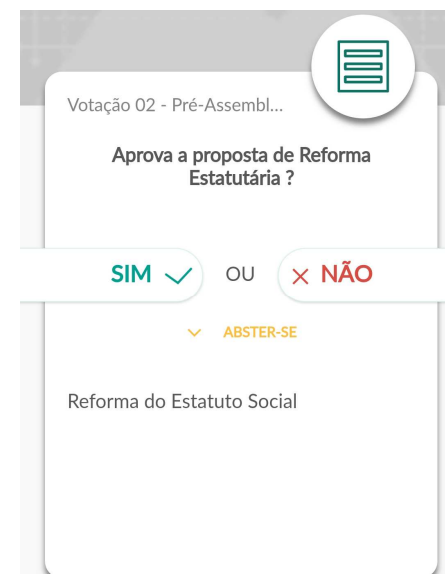 Votação 02 - Pré-Assembl...
Aprova a proposta de Reforma
Estatutária ?
SIM OU NÃO
ABSTER-SE
Reforma do Estatuto Social